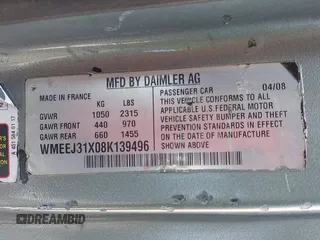 MFD BY DAIMLER AG
MADE IN FRANCE
KG LBS
GVWR 1050 2315
GAWR FRONT 440 970
GAWR REAR 660 1455
WMEEJ31X08K139496
PASSENGER CAR 04/08
THIS VEHICLE CONFORMS TO ALL
APPLICABLE U.S FEDERAL MOTOR
VEHICLE SAFETY, BUMPER AND THEFT
PREVENTION STANDARDS IN EFFECT
ON THE DATE OF MANUFACTURE
© DREAMBID